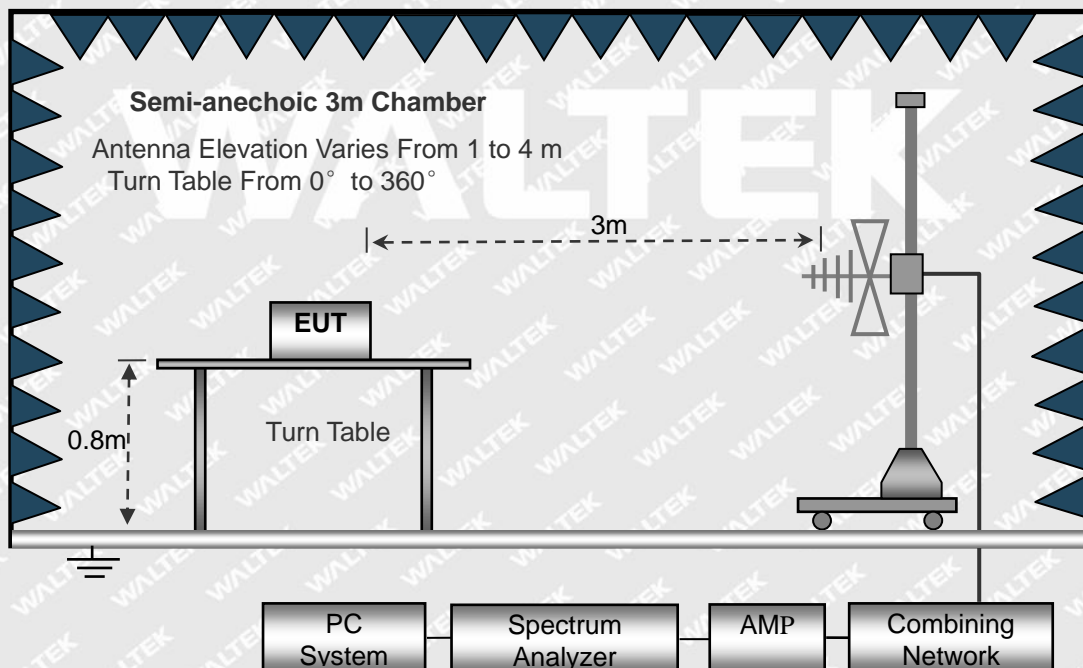 WALTEK
Semi-anechoic 3m Chamber
Antenna Elevation Varies From 1 to 4 m
Turn Table From 0° to 360°
3m
EUT
0.8m
Turn Table
PC
System
Spectrum
Analyzer
AMP
Combining
Network